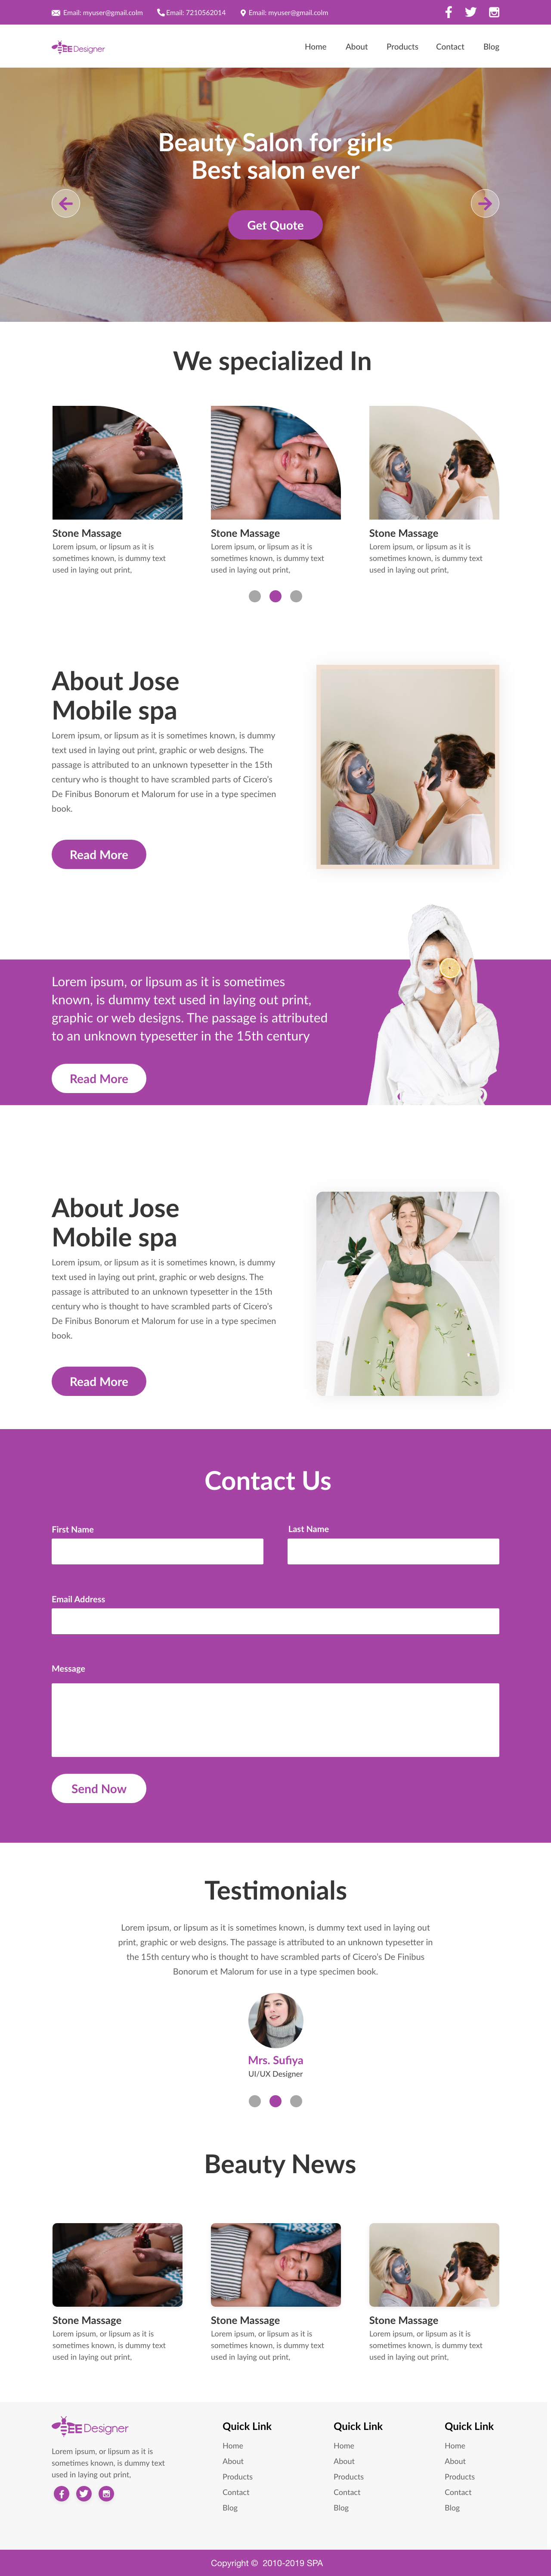 Email: myuser@gmail.colm Email: 7210562014 Email: myuser@gmail.colm
EE Designer
Home About Products Contact Blog
Beauty Salon for girls
Best salon ever
Get Quote
We specialized In
Stone Massage
Lorem ipsum, or lipsum as it is
sometimes known, is dummy text
used in laying out print,
Stone Massage
Lorem ipsum, or lipsum as it is
sometimes known, is dummy text
used in laying out print,
Stone Massage
Lorem ipsum, or lipsum as it is
sometimes known, is dummy text
used in laying out print,
About Jose
Mobile spa
Lorem ipsum, or lipsum as it is sometimes known, is dummy
text used in laying out print, graphic or web designs. The
passage is attributed to an unknown typesetter in the 15th
century who is thought to have scrambled parts of Cicero's
De Finibus Bonorum et Malorum for use in a type specimen
book.
Read More
Lorem ipsum, or lipsum as it is sometimes
known, is dummy text used in laying out print,
graphic or web designs. The passage is attributed
to an unknown typesetter in the 15th century
Read More
About Jose
Mobile spa
Lorem ipsum, or lipsum as it is sometimes known, is dummy
text used in laying out print, graphic or web designs. The
passage is attributed to an unknown typesetter in the 15th
century who is thought to have scrambled parts of Cicero's
De Finibus Bonorum et Malorum for use in a type specimen
book.
Read More
Contact Us
First Name Last Name
Email Address
Message
Send Now
Testimonials
Lorem ipsum, or lipsum as it is sometimes known, is dummy text used in laying out
print, graphic or web designs. The passage is attributed to an unknown typesetter in
the 15th century who is thought to have scrambled parts of Cicero's De Finibus
Bonorum et Malorum for use in a type specimen book.
Mrs. Sufiya
UI/UX Designer
Beauty News
Stone Massage
Lorem ipsum, or lipsum as it is
sometimes known, is dummy text
used in laying out print,
Stone Massage
Lorem ipsum, or lipsum as it is
sometimes known, is dummy text
used in laying out print,
Stone Massage
Lorem ipsum, or lipsum as it is
sometimes known, is dummy text
used in laying out print,
EE Designer
Lorem ipsum, or lipsum as it is
sometimes known, is dummy text
used in laying out print,
Quick Link
Home
About
Products
Contact
Blog
Quick Link
Home
About
Products
Contact
Blog
Quick Link
Home
About
Products
Contact
Blog
Copyright © 2010-2019 SPA